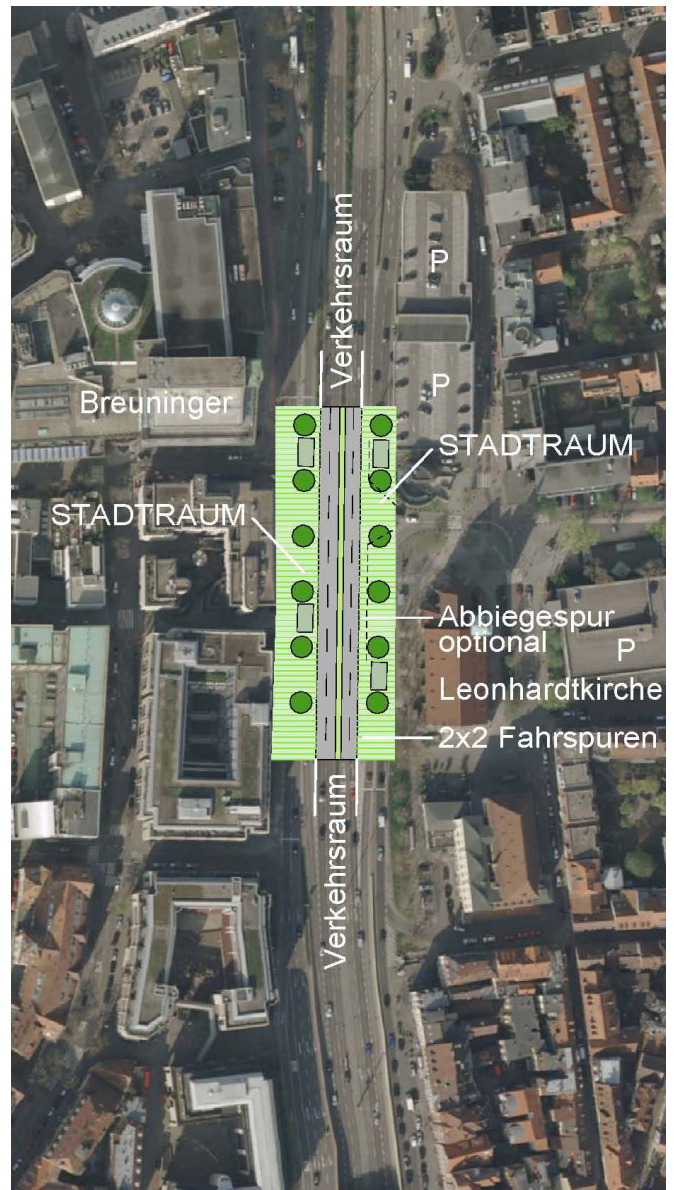 Verkehrsraum
P
P
Breuninger
STADTRAUM
STADTRAUM
Abbiegespur
optional
P
Leonhardtkirche
2x2 Fahrspuren
Verkehrsraum